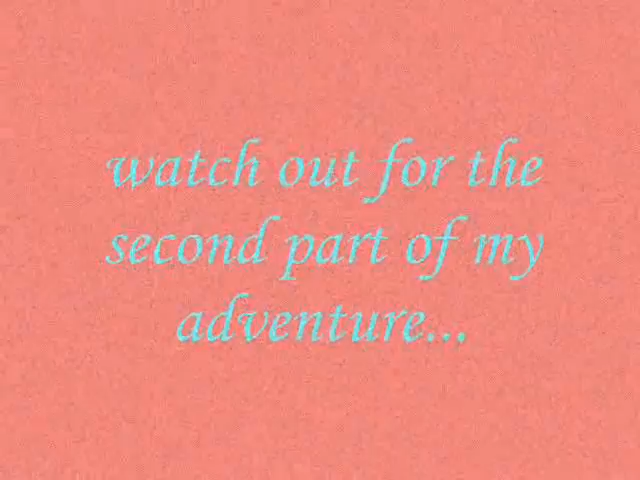 watch out for the
second part of my
adventure...